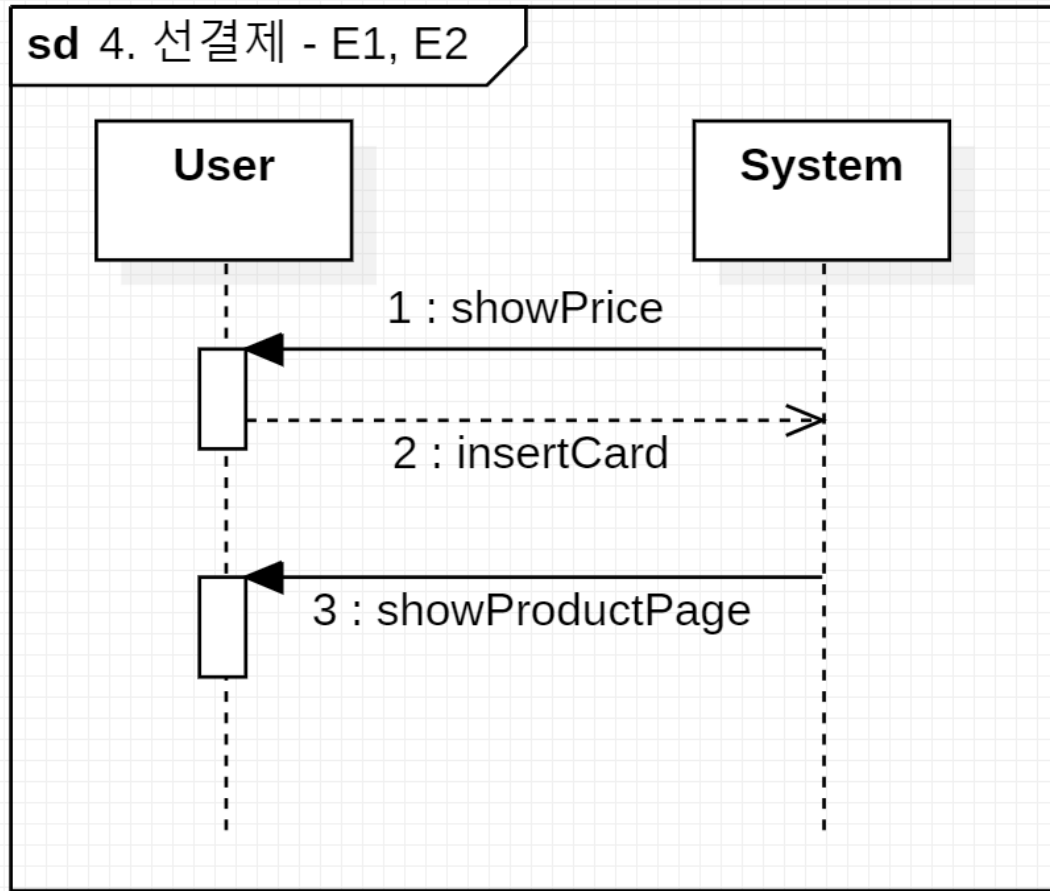 sd 4. 선결제 - E1, E2
User
System
1 : showPrice
2 : insertCard
3 : showProductPage